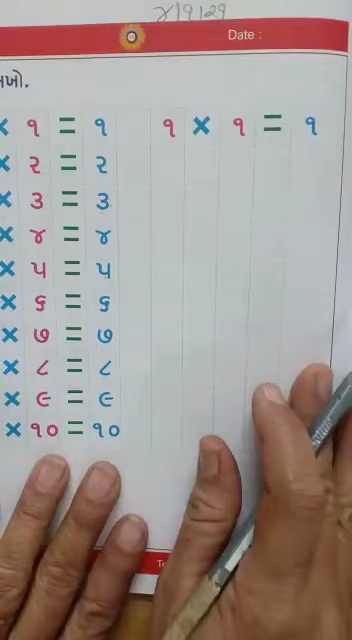 Date :
ખો.
× ૧ = ૧ ૧ × ૧ = ૧
× ૨ = ૨
× ૩ = ૩
× ૪ = ૪
× ૫ = ૫
× ૬ = ૬
× ૭ = ૭
× ૮ = ૮
× ૯ = ૯
× ૧૦ = ૧૦